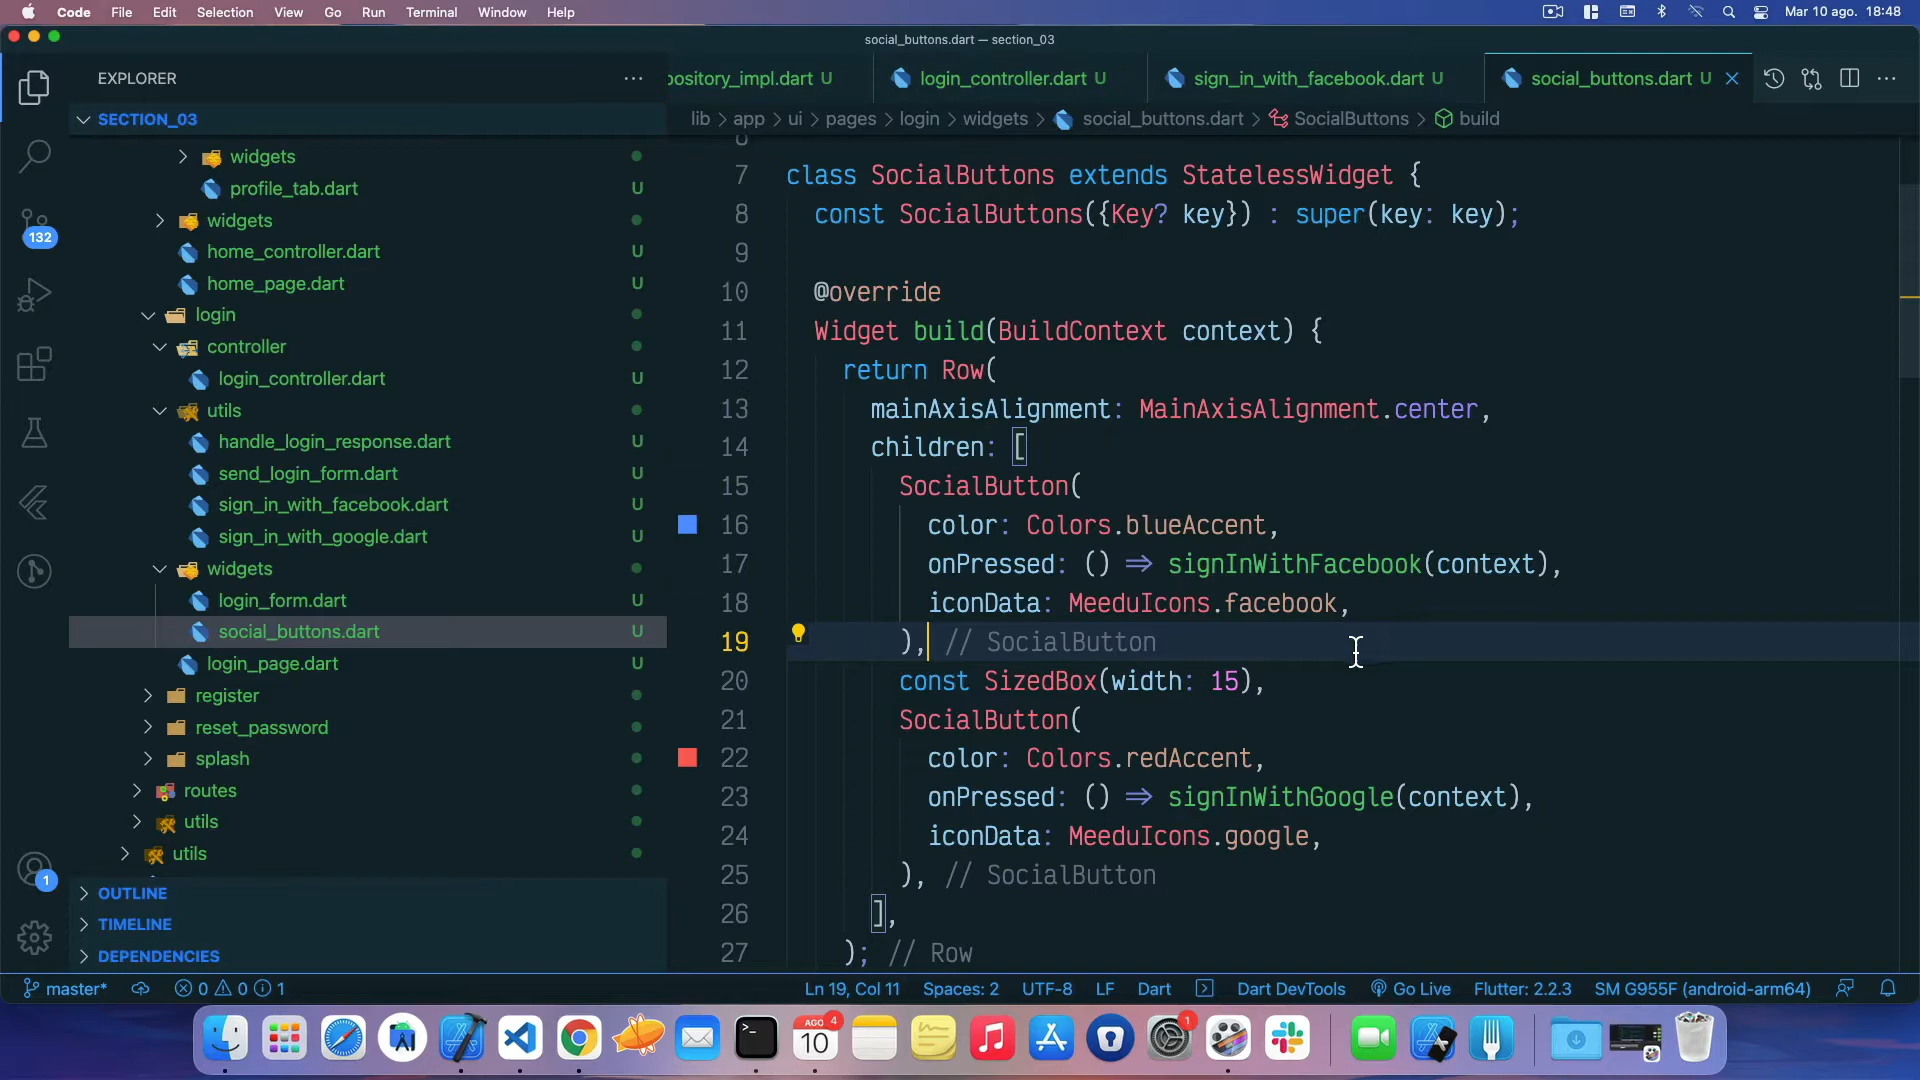 Code File Edit Selection View Go Run Terminal Window Help
Mar 10 ago. 18:48
social_buttons.dart — section_03
EXPLORER
SECTION_03
widgets
profile_tab.dart U
widgets
home_controller.dart U
home_page.dart U
login
controller
login_controller.dart U
utils
handle_login_response.dart U
send_login_form.dart U
sign_in_with_facebook.dart U
sign_in_with_google.dart U
widgets
login_form.dart U
social_buttons.dart U
login_page.dart U
register
reset_password
splash
routes
utils
utils
OUTLINE
TIMELINE
DEPENDENCIES
132
1
pository_impl.dart U
login_controller.dart U
sign_in_with_facebook.dart U
social_buttons.dart U
lib > app > ui > pages > login > widgets > social_buttons.dart > SocialButtons > build
7 class SocialButtons extends StatelessWidget {
8 const SocialButtons({Key? key}) : super(key: key);
9
10 @override
11 Widget build(BuildContext context) {
12 return Row(
13 mainAxisAlignment: MainAxisAlignment.center,
14 children: [
15 SocialButton(
16 color: Colors.blueAccent,
17 onPressed: () => signInWithFacebook(context),
18 iconData: MeeduIcons.facebook,
19 ), // SocialButton
20 const SizedBox(width: 15),
21 SocialButton(
22 color: Colors.redAccent,
23 onPressed: () => signInWithGoogle(context),
24 iconData: MeeduIcons.google,
25 ), // SocialButton
26 ],
27 ); // Row
master* 0 0 1
Ln 19, Col 11 Spaces: 2 UTF-8 LF Dart Dart DevTools Go Live Flutter: 2.2.3 SM G955F (android-arm64)
AGO
10
4
1